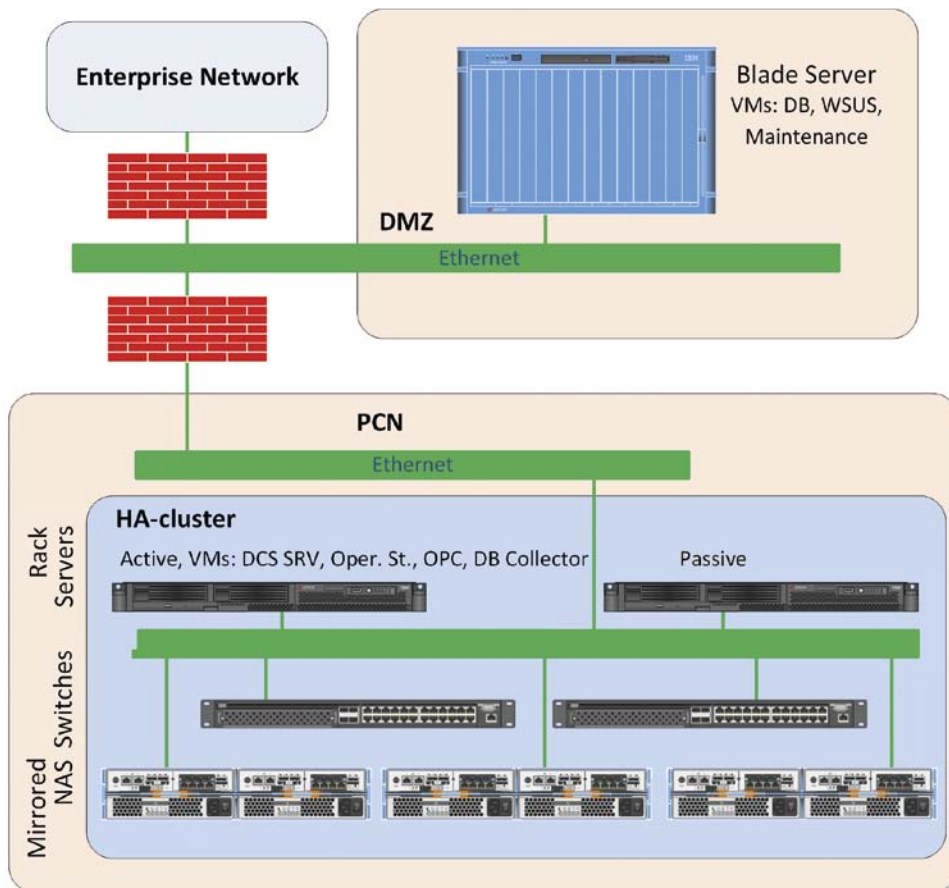 Enterprise Network
IBM
Blade Server
VMs: DB, WSUS,
Maintenance
DMZ
Ethernet
PCN
Ethernet
HA-cluster
Rack
Servers
Active, VMs: DCS SRV, Oper. St., OPC, DB Collector
Passive
Switches
Mirrored
NAS